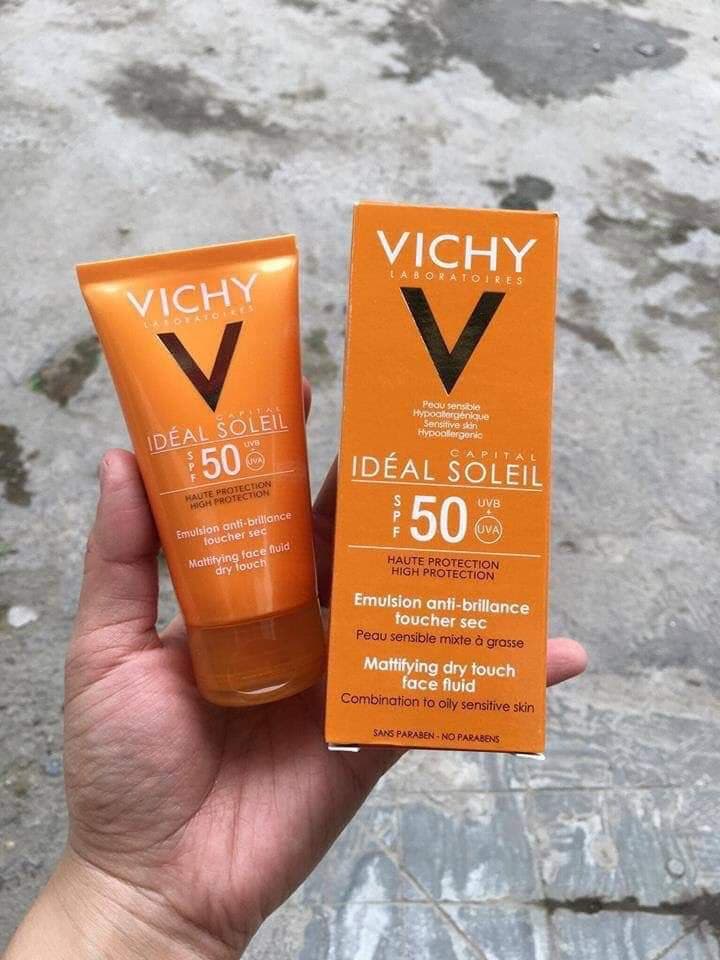 VICHY
LABORATOIRES
CAPITAL
IDÉAL SOLEIL
SPF
50
UVB
UVA
HAUTE PROTECTION
HIGH PROTECTION
Emulsion anti-brillance
toucher sec
Mattifying face fluid
dry touch
VICHY
LABORATOIRES
Peau sensible
Hypoallergénique
Sensitive skin
Hypoallergenic
CAPITAL
IDÉAL SOLEIL
SPF
50
UVB
+
UVA
HAUTE PROTECTION
HIGH PROTECTION
Emulsion anti-brillance
toucher sec
Peau sensible mixte à grasse
Mattifying dry touch
face fluid
Combination to oily sensitive skin
SANS PARABEN - NO PARABENS